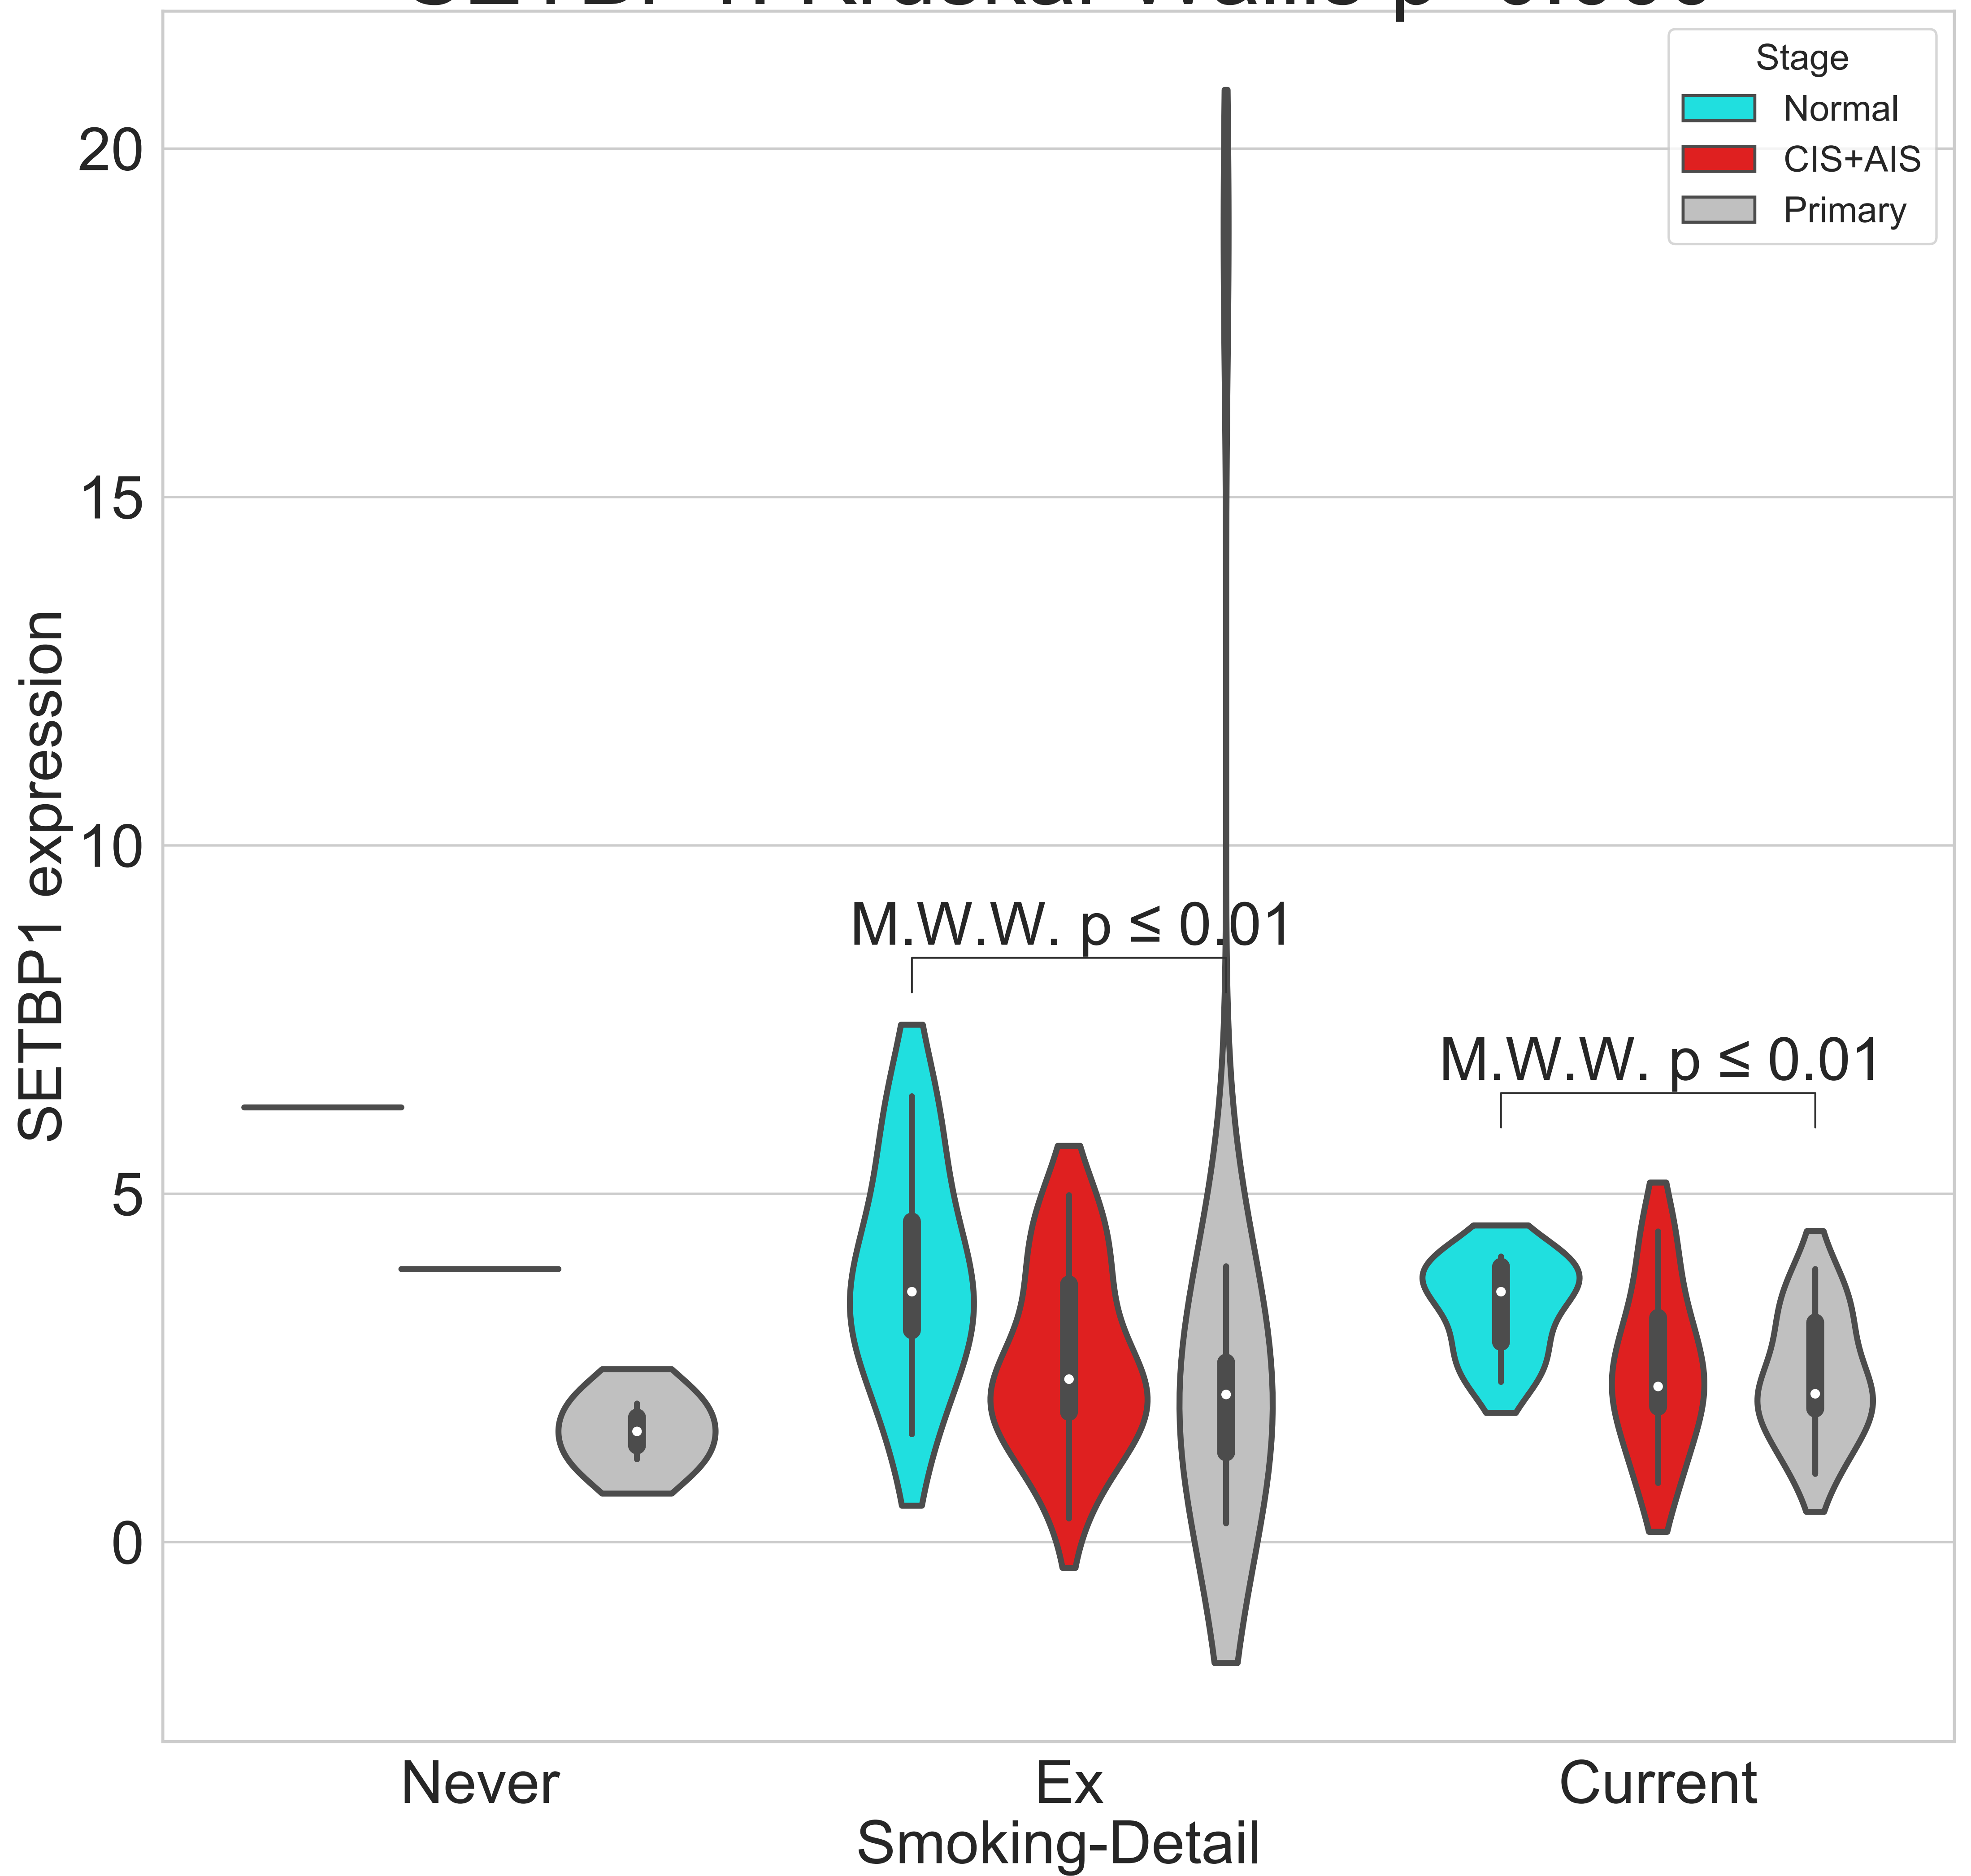 Stage
Normal
CIS+AIS
Primary
20
15
10
5
0
SETBP1 expression
M.W.W. p ≤ 0.01
M.W.W. p ≤ 0.01
Never
Ex
Current
Smoking-Detail